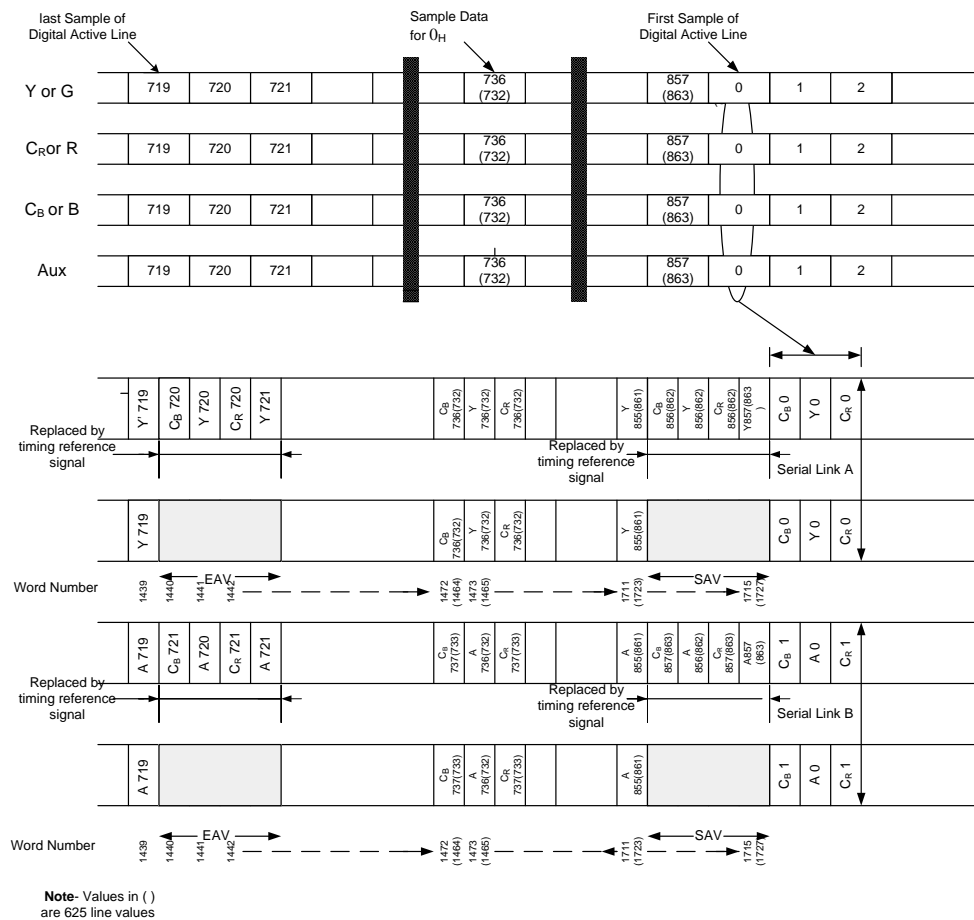 last Sample of
Digital Active Line
Sample Data
for 0H
First Sample of
Digital Active Line
Y or G
719 720 721 736 (732) 857 (863) 0 1 2
CRor R
719 720 721 736 (732) 857 (863) 0 1 2
CB or B
719 720 721 736 (732) 857 (863) 0 1 2
Aux
719 720 721 736 (732) 857 (863) 0 1 2
Y' 719
CB 720
Y 720
CR 720
Y 721
CB 736(732)
Y 736(732)
CR 736(732)
Y 855(861)
CB 856(862)
Y 856(862)
CR 856(862)
Y857(863 )
CB 0
Y 0
CR 0
Replaced by
timing reference
signal
Replaced by
timing reference
signal
Serial Link A
Y 719
CB 736(732)
Y 736(732)
CR 736(732)
Y 855(861)
CB 0
Y 0
CR 0
EAV
SAV
Word Number
1439
1440
1441
1442
1472 (1464)
1473 (1465)
1711 (1723)
1715 (1727)
A 719
CB 721
A 720
CR 721
A 721
CB 737(733)
A 736(732)
CR 737(733)
A 855(861)
CB 857(863)
A 856(862)
CR 857(863)
A857 (863)
CB 1
A 0
CR 1
Replaced by
timing reference
signal
Replaced by
timing reference
signal
Serial Link B
A 719
CB 737(733)
A 736(732)
CR 737(733)
A 855(861)
CB 1
A 0
CR 1
EAV
SAV
Word Number
1439
1440
1441
1442
1472 (1464)
1473 (1465)
1711 (1723)
1715 (1727)
Note- Values in ( )
are 625 line values